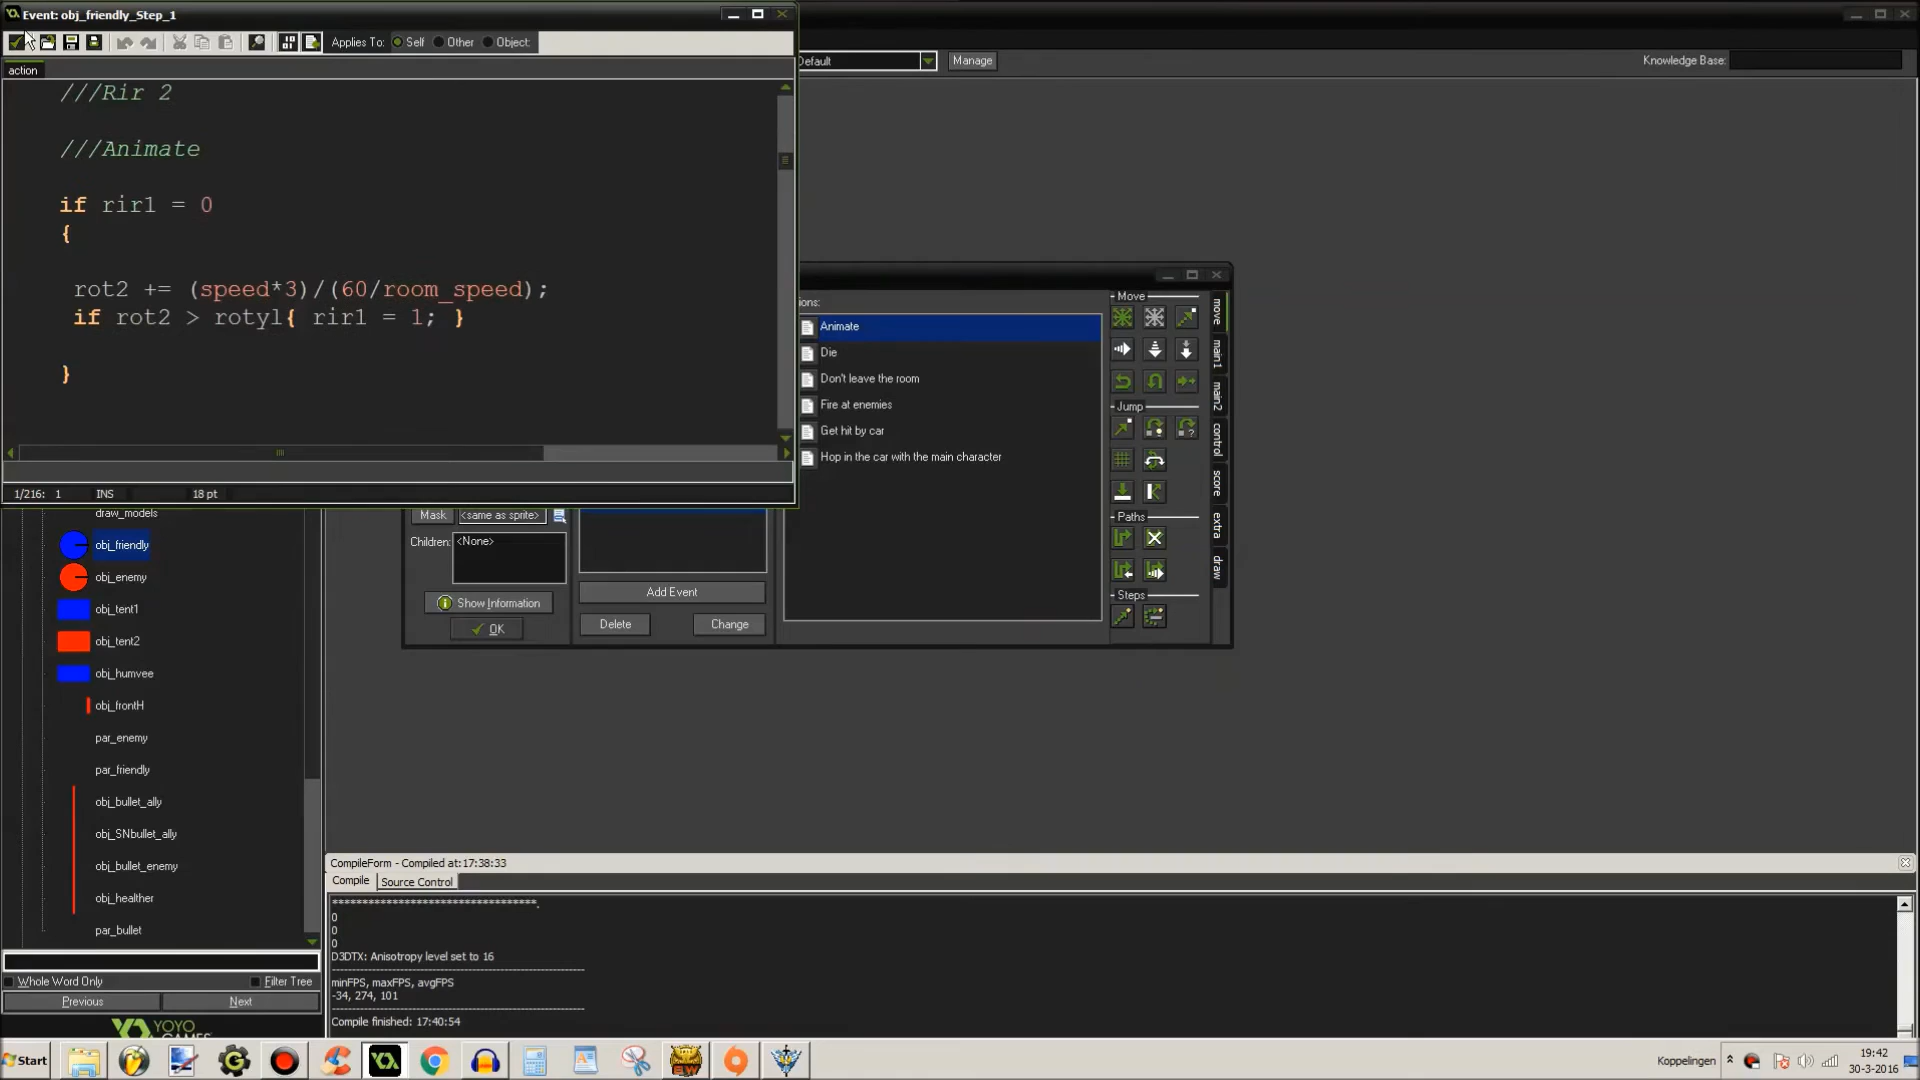 Event: obj_friendly_Step_1
Applies To: Self Other Object:
action
///Rir 2
///Animate
if rir1 = 0
{
rot2 += (speed*3)/(60/room_speed);
if rot2 > rotyl{ rir1 = 1; }
}
1/216: 1 INS 18 pt
Default Manage Knowledge Base:
ions:
Animate
Die
Don't leave the room
Fire at enemies
Get hit by car
Hop in the car with the main character
Move
Jump
Paths
Steps
move
main1
main2
control
score
extra
draw
Mask <same as sprite>
Children: <None>
Show Information
OK
Add Event
Delete Change
draw_models
obj_friendly
obj_enemy
obj_tent1
obj_tent2
obj_humvee
obj_frontH
par_enemy
par_friendly
obj_bullet_ally
obj_SNbullet_ally
obj_bullet_enemy
obj_healther
par_bullet
Whole Word Only Filter Tree
Previous Next
YOYO
GAMES
CompileForm - Compiled at:17:38:33
Compile Source Control
***********************************.
0
0
0
D3DTX: Anisotropy level set to 16
minFPS, maxFPS, avgFPS
-34, 274, 101
Compile finished: 17:40:54
Start
EW
Koppelingen
19:42
30-3-2016